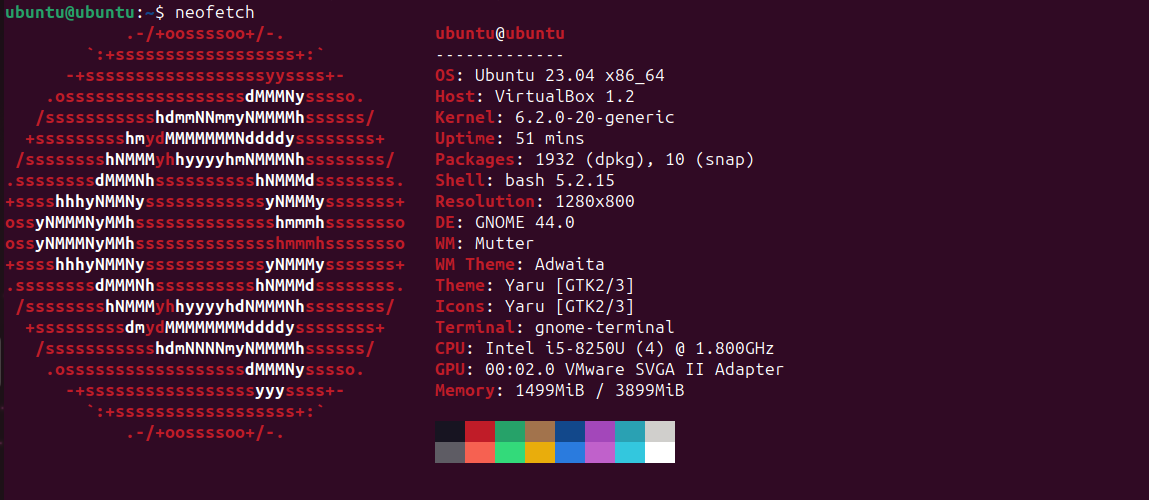 ubuntu@ubuntu:~$ neofetch
            .-/+oossssoo+/-.               ubuntu@ubuntu
        `:+ssssssssssssssssss+:`           -------------
      -+ssssssssssssssssssyyssss+-         OS: Ubuntu 23.04 x86_64
    .ossssssssssssssssssdMMMNysssso.       Host: VirtualBox 1.2
   /ssssssssssshdmmNNmmyNMMMMhssssss/      Kernel: 6.2.0-20-generic
  +ssssssssshmydMMMMMMMNddddyssssssss+     Uptime: 51 mins
 /sssssssshNMMMyhhyyyyhmNMMMNhssssssss/    Packages: 1932 (dpkg), 10 (snap)
.ssssssssdMMMNhsssssssssshNMMMdssssssss.   Shell: bash 5.2.15
+sssshhhyNMMNyssssssssssssyNMMMysssssss+   Resolution: 1280x800
ossyNMMMNyMMhsssssssssssssshmmmhssssssso   DE: GNOME 44.0
ossyNMMMNyMMhsssssssssssssshmmmhssssssso   WM: Mutter
+sssshhhyNMMNyssssssssssssyNMMMysssssss+   WM Theme: Adwaita
.ssssssssdMMMNhsssssssssshNMMMdssssssss.   Theme: Yaru [GTK2/3]
 /sssssssshNMMMyhhyyyyhdNMMMNhssssssss/    Icons: Yaru [GTK2/3]
  +sssssssssdmydMMMMMMMMddddyssssssss+     Terminal: gnome-terminal
   /ssssssssssshdmNNNNmyNMMMMhssssss/      CPU: Intel i5-8250U (4) @ 1.800GHz
    .ossssssssssssssssssdMMMNysssso.       GPU: 00:02.0 VMware SVGA II Adapter
      -+sssssssssssssssssyyyssss+-         Memory: 1499MiB / 3899MiB
        `:+ssssssssssssssssss+:`
            .-/+oossssoo+/-.